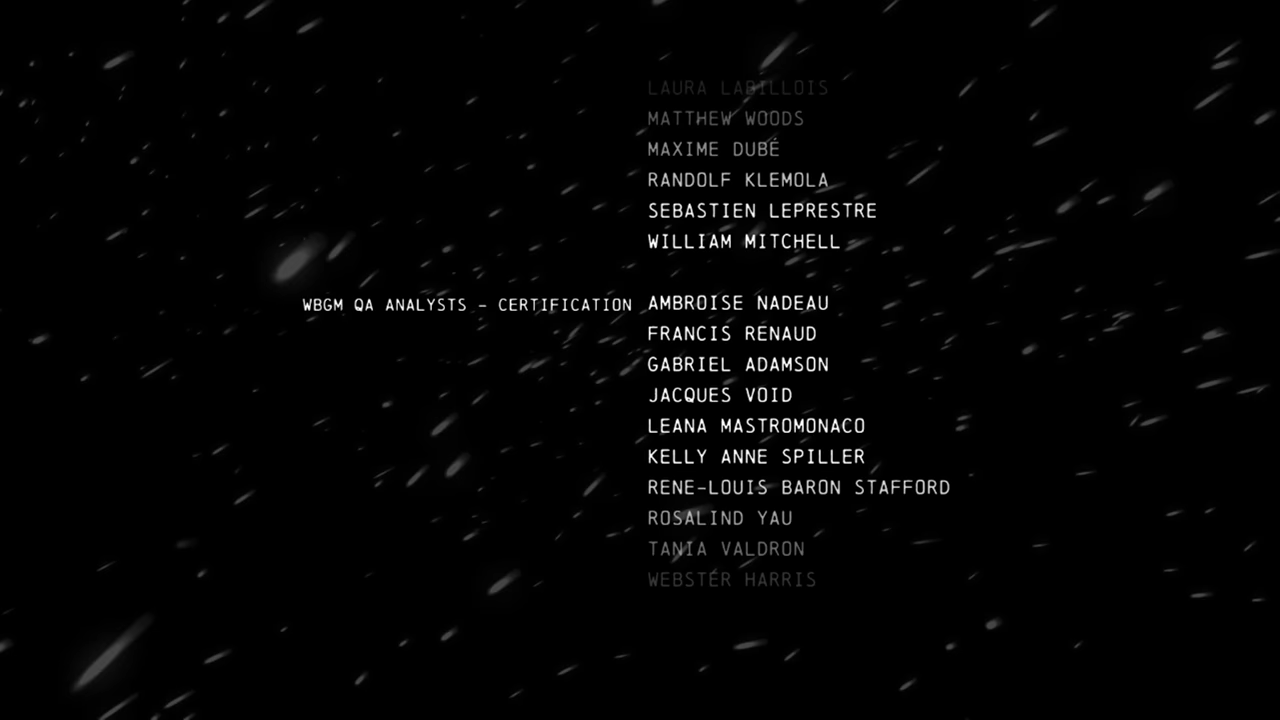 LAURA LABILLOIS
MATTHEW WOODS
MAXIME DUBÉ
RANDOLF KLEMOLA
SEBASTIEN LEPRESTRE
WILLIAM MITCHELL
WBGM QA ANALYSTS - CERTIFICATION AMBROISE NADEAU
FRANCIS RENAUD
GABRIEL ADAMSON
JACQUES VOID
LEANA MASTROMONACO
KELLY ANNE SPILLER
RENE-LOUIS BARON STAFFORD
ROSALIND YAU
TANIA VALDRON
WEBSTER HARRIS